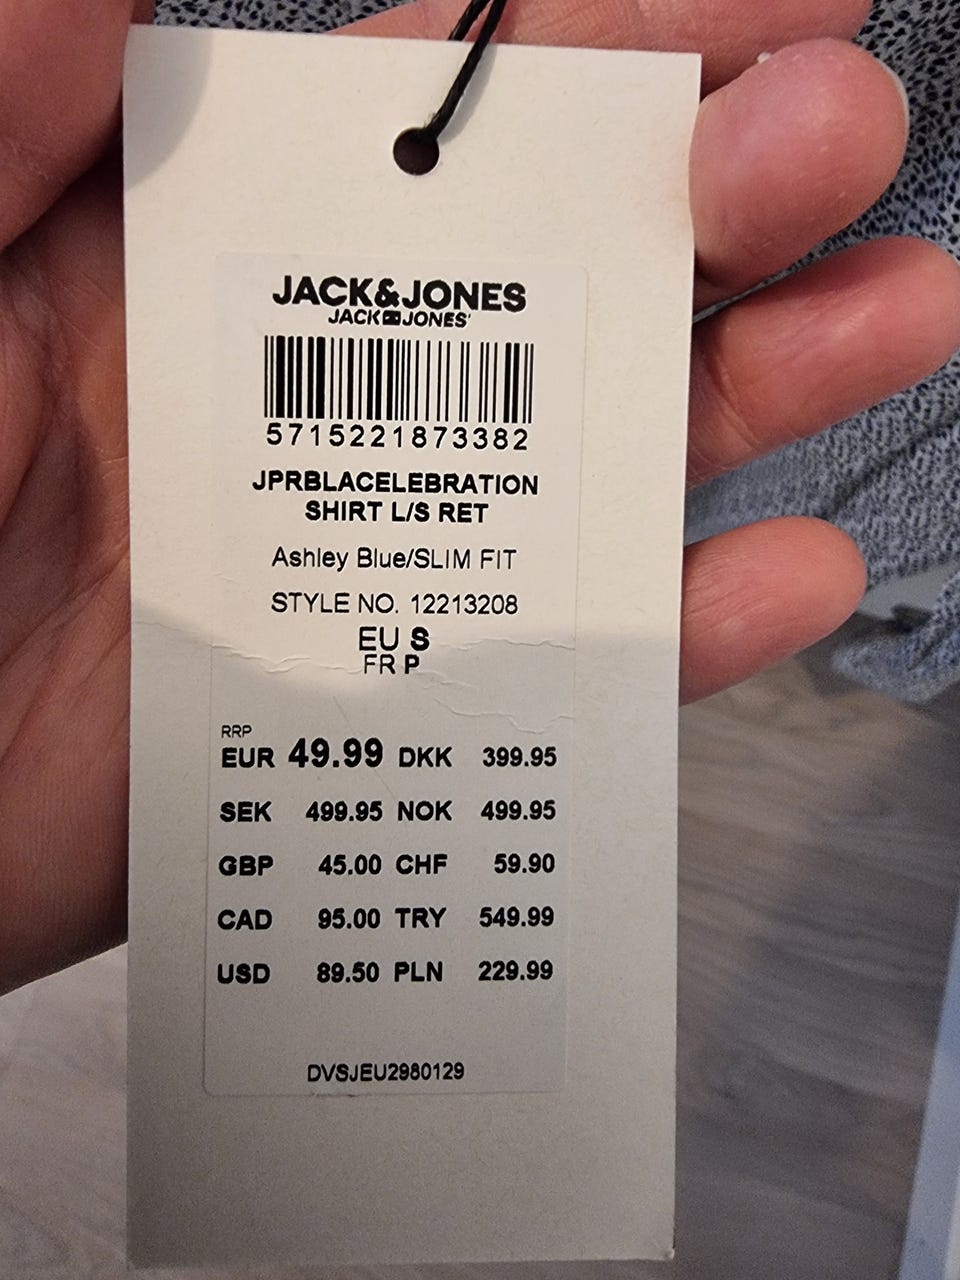 JACK&JONES
JACK&JONES
5715221873382
JPRBLACELEBRATION
SHIRT L/S RET
Ashley Blue/SLIM FIT
STYLE NO. 12213208
EU S
FR P
RRP
EUR 49.99 DKK 399.95
SEK 499.95 NOK 499.95
GBP 45.00 CHF 59.90
CAD 95.00 TRY 549.99
USD 89.50 PLN 229.99
DVSJEU2980129